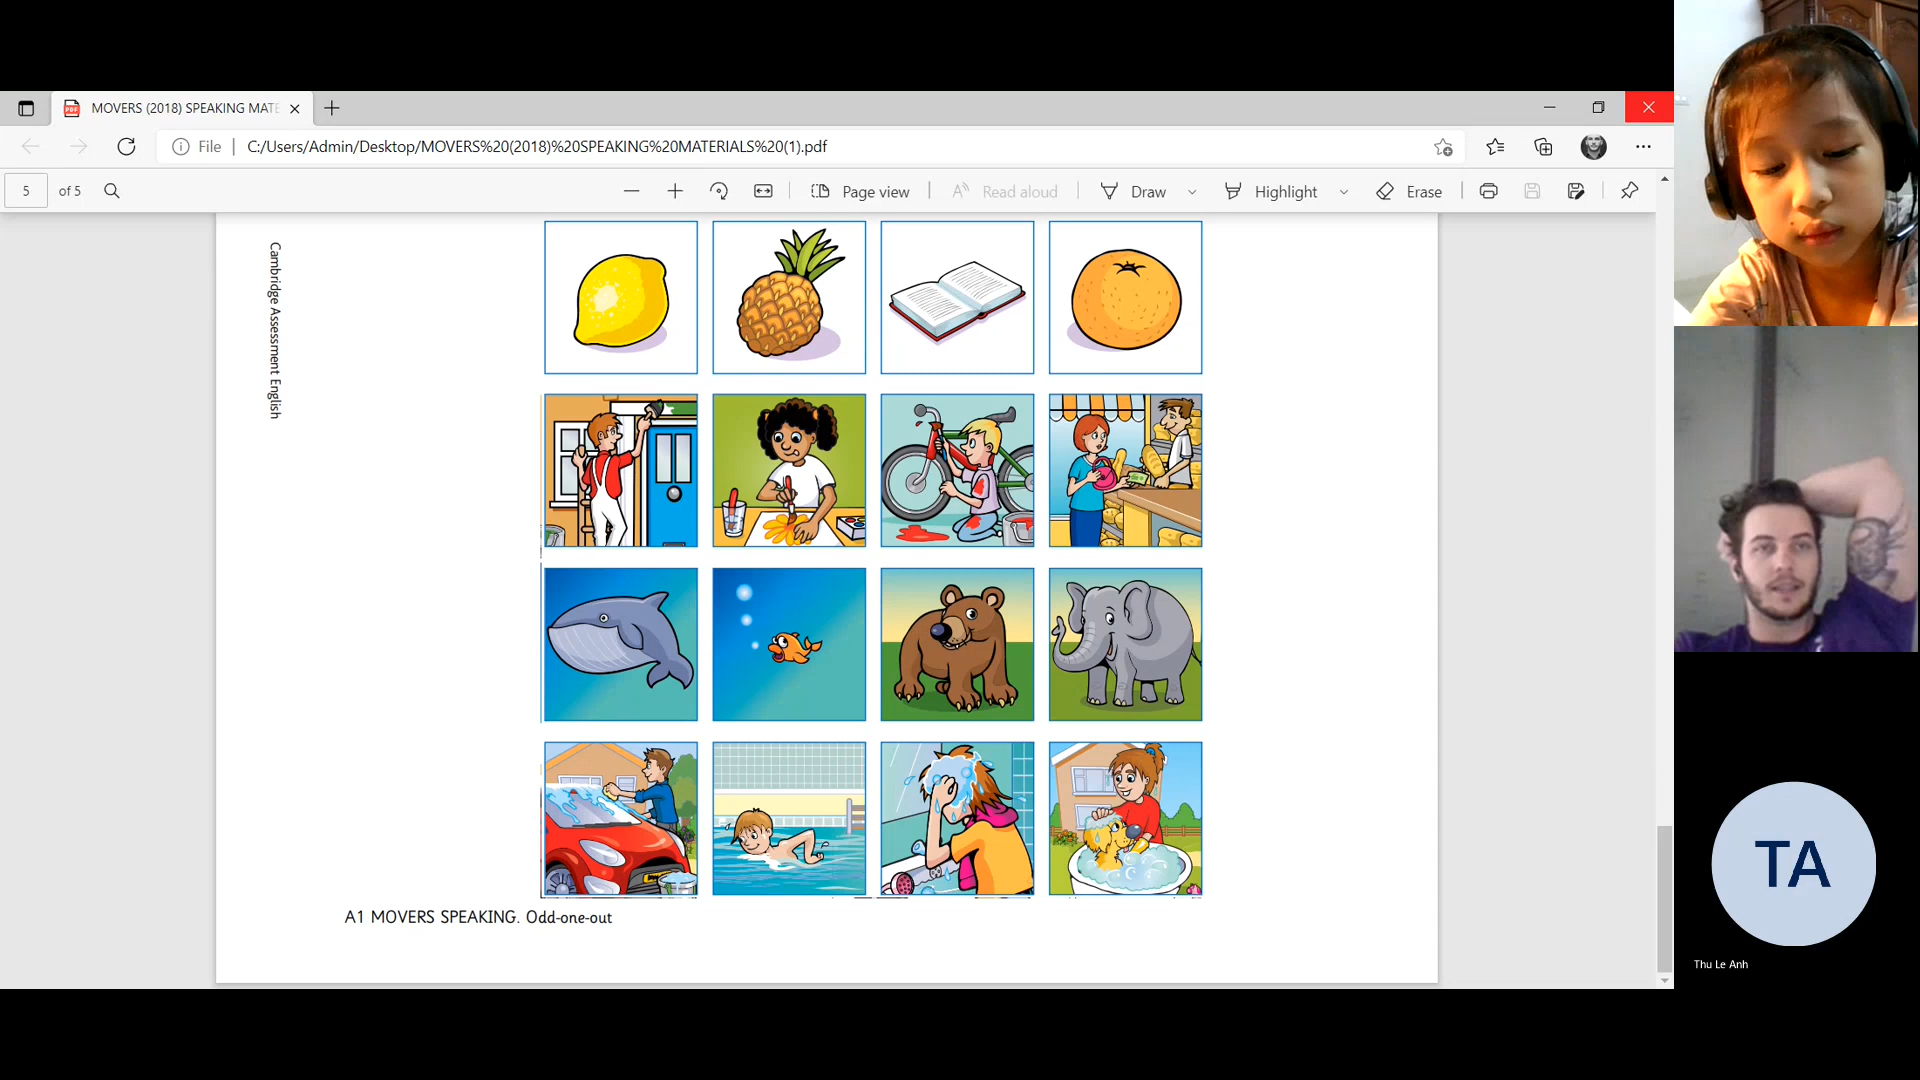 MOVERS (2018) SPEAKING MATE
File
C:/Users/Admin/Desktop/MOVERS%20(2018)%20SPEAKING%20MATERIALS%20(1).pdf
5 of 5
Page view
Read aloud
Draw
Highlight
Erase
Cambridge Assessment English
A1 MOVERS SPEAKING. Odd-one-out
TA
Thu Le Anh